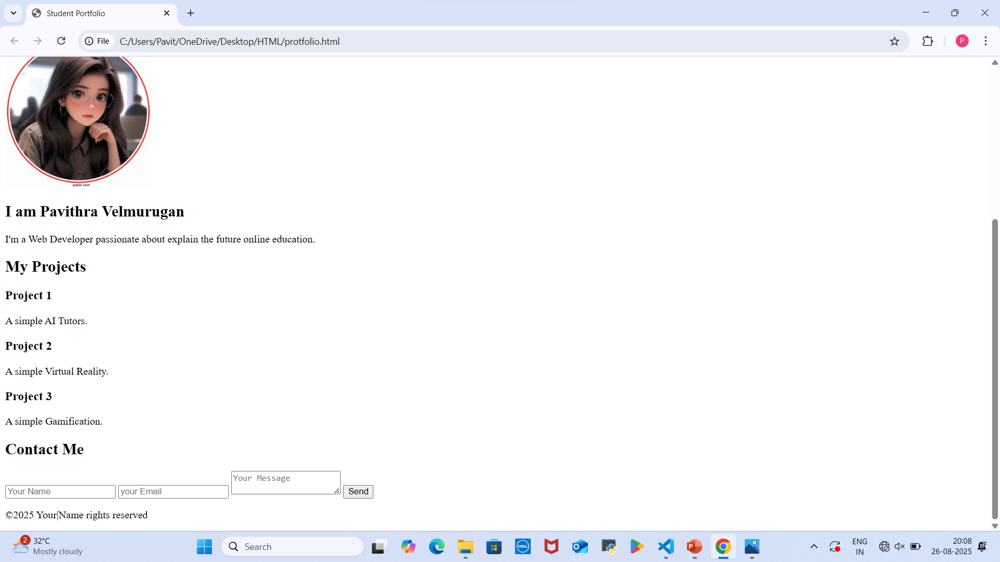 Student Portfolio
File
C:/Users/Pavit/OneDrive/Desktop/HTML/protfolio.html
P
pxbar.com
I am Pavithra Velmurugan
I'm a Web Developer passionate about explain the future online education.
My Projects
Project 1
A simple AI Tutors.
Project 2
A simple Virtual Reality.
Project 3
A simple Gamification.
Contact Me
Your Name your Email Your Message Send
©2025 Your|Name rights reserved
2
32°C
Mostly cloudy
Search
DELL
ENG
IN
20:08
26-08-2025